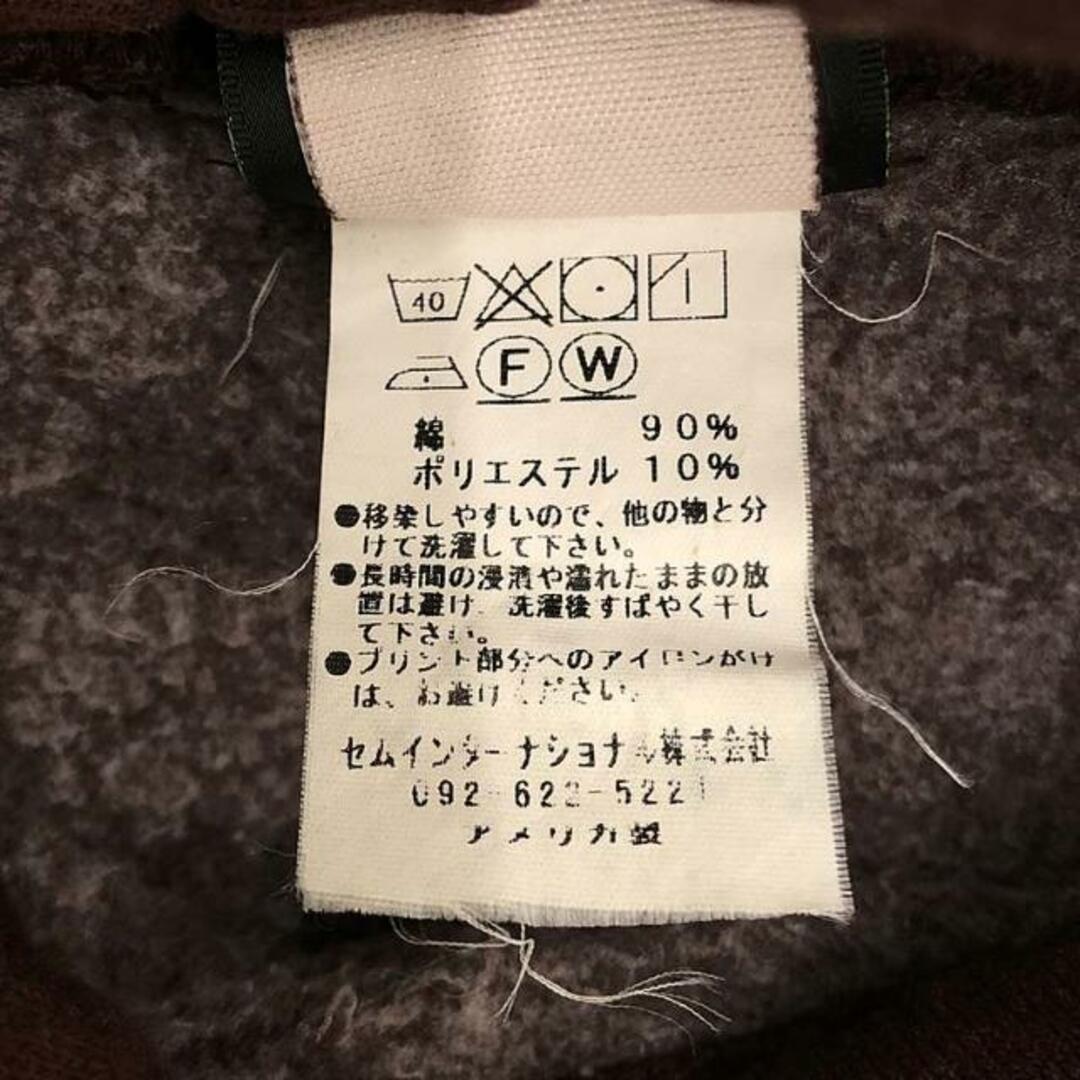 40
F W
綿 90%
ポリエステル 10%
●移染しやすいので、他の物と分
けて洗濯して下さい。
●長時間の浸漬や濡れたままの放
置は避け 洗濯後すばやく干し
て下さい。
●プリント部分へのアイロンがけ
は、お避けください。
セムインターナショナル株式会社
092-622-5221
アメリカ製